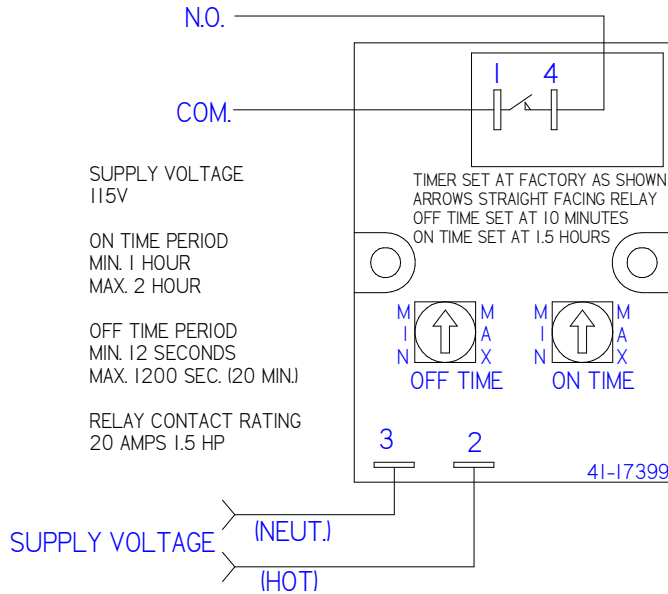 N.O.
1 4
COM.
SUPPLY VOLTAGE
115V
ON TIME PERIOD
MIN. 1 HOUR
MAX. 2 HOUR
OFF TIME PERIOD
MIN. 12 SECONDS
MAX. 1200 SEC. (20 MIN.)
RELAY CONTACT RATING
20 AMPS 1.5 HP
TIMER SET AT FACTORY AS SHOWN
ARROWS STRAIGHT FACING RELAY
OFF TIME SET AT 10 MINUTES
ON TIME SET AT 1.5 HOURS
MIN
MAX
OFF TIME
MIN
MAX
ON TIME
3 2
41-17399
SUPPLY VOLTAGE
(NEUT.)
(HOT)